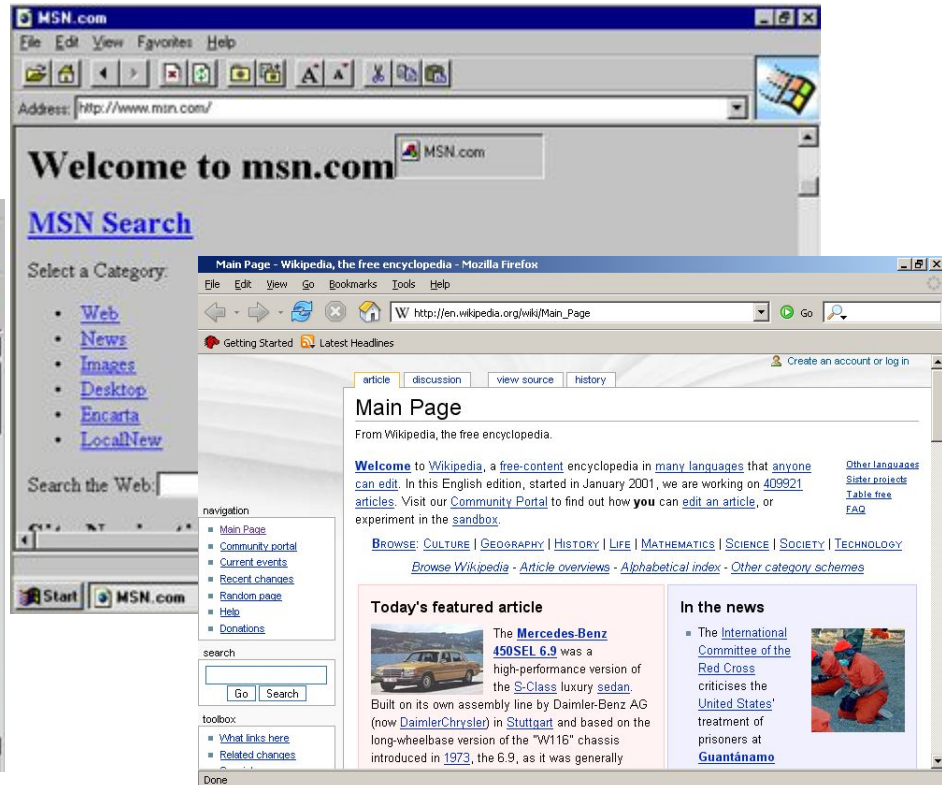 MSN.com
File Edit View Favorites Help
Address: http://www.msn.com/
Welcome to msn.com
MSN.com
MSN Search
Select a Category:
Web
News
Images
Desktop
Encarta
LocalNew
Search the Web:
Start MSN.com
Main Page - Wikipedia, the free encyclopedia - Mozilla Firefox
File Edit View Go Bookmarks Tools Help
W http://en.wikipedia.org/wiki/Main_Page Go
Getting Started Latest Headlines
Create an account or log in
article discussion view source history
Main Page
From Wikipedia, the free encyclopedia.
Welcome to Wikipedia, a free-content encyclopedia in many languages that anyone
can edit. In this English edition, started in January 2001, we are working on 409921
articles. Visit our Community Portal to find out how you can edit an article, or
experiment in the sandbox.
Other languages
Sister projects
Table free
FAQ
BROWSE: CULTURE | GEOGRAPHY | HISTORY | LIFE | MATHEMATICS | SCIENCE | SOCIETY | TECHNOLOGY
Browse Wikipedia - Article overviews - Alphabetical index - Other category schemes
navigation
Main Page
Community portal
Current events
Recent changes
Random page
Help
Donations
search
Go Search
toolbox
What links here
Related changes
Today's featured article
The Mercedes-Benz
450SEL 6.9 was a
high-performance version of
the S-Class luxury sedan.
Built on its own assembly line by Daimler-Benz AG
(now DaimlerChrysler) in Stuttgart and based on the
long-wheelbase version of the "W116" chassis
introduced in 1973, the 6.9, as it was generally
In the news
The International
Committee of the
Red Cross
criticises the
United States'
treatment of
prisoners at
Guantánamo
Done